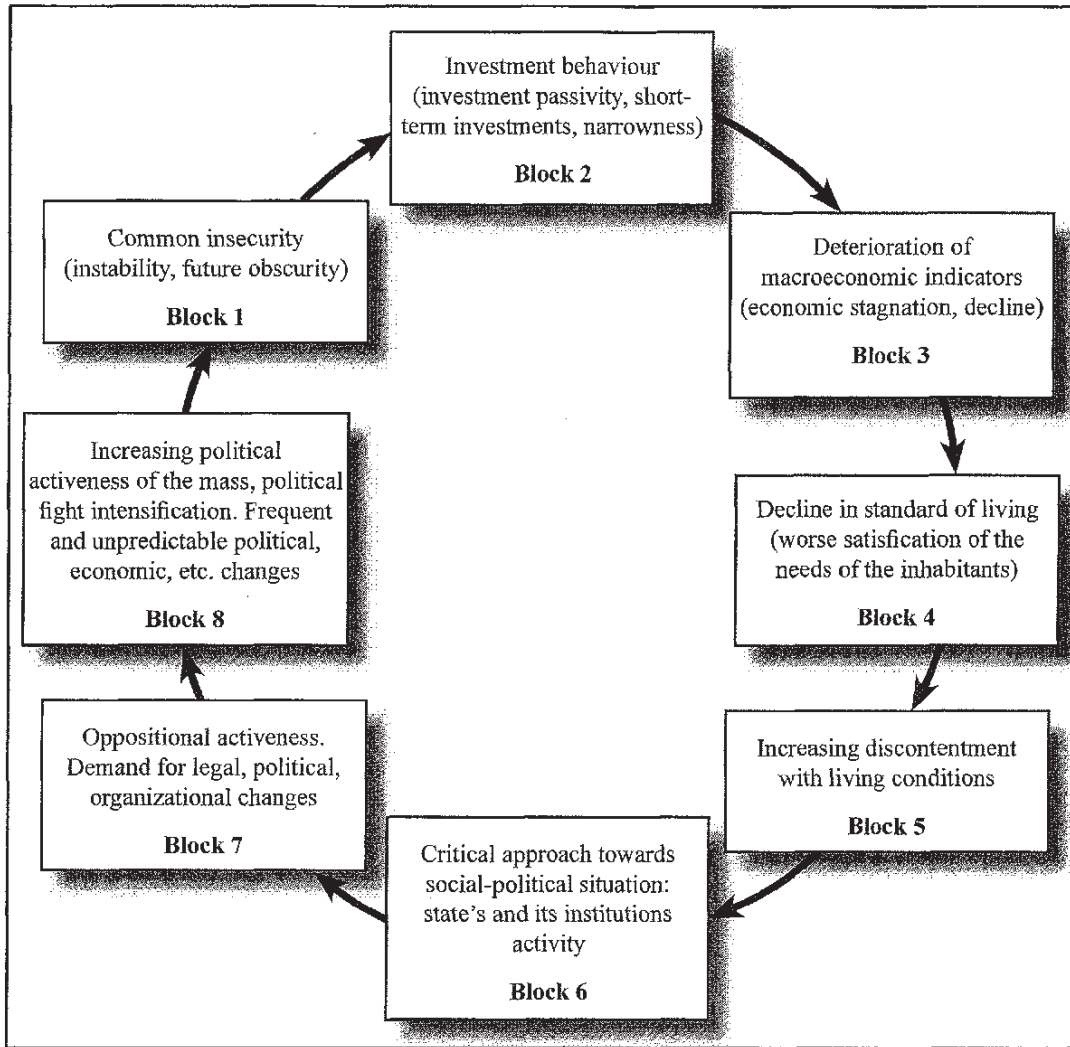 Investment behaviour
(investment passivity, short-
term investments, narrowness)
Block 2
Common insecurity
(instability, future obscurity)
Block 1
Deterioration of
macroeconomic indicators
(economic stagnation, decline)
Block 3
Increasing political
activeness of the mass, political
fight intensification. Frequent
and unpredictable political,
economic, etc. changes
Block 8
Decline in standard of living
(worse satisfication of the
needs of the inhabitants)
Block 4
Oppositional activeness.
Demand for legal, political,
organizational changes
Block 7
Increasing discontentment
with living conditions
Block 5
Critical approach towards
social-political situation:
state's and its institutions
activity
Block 6